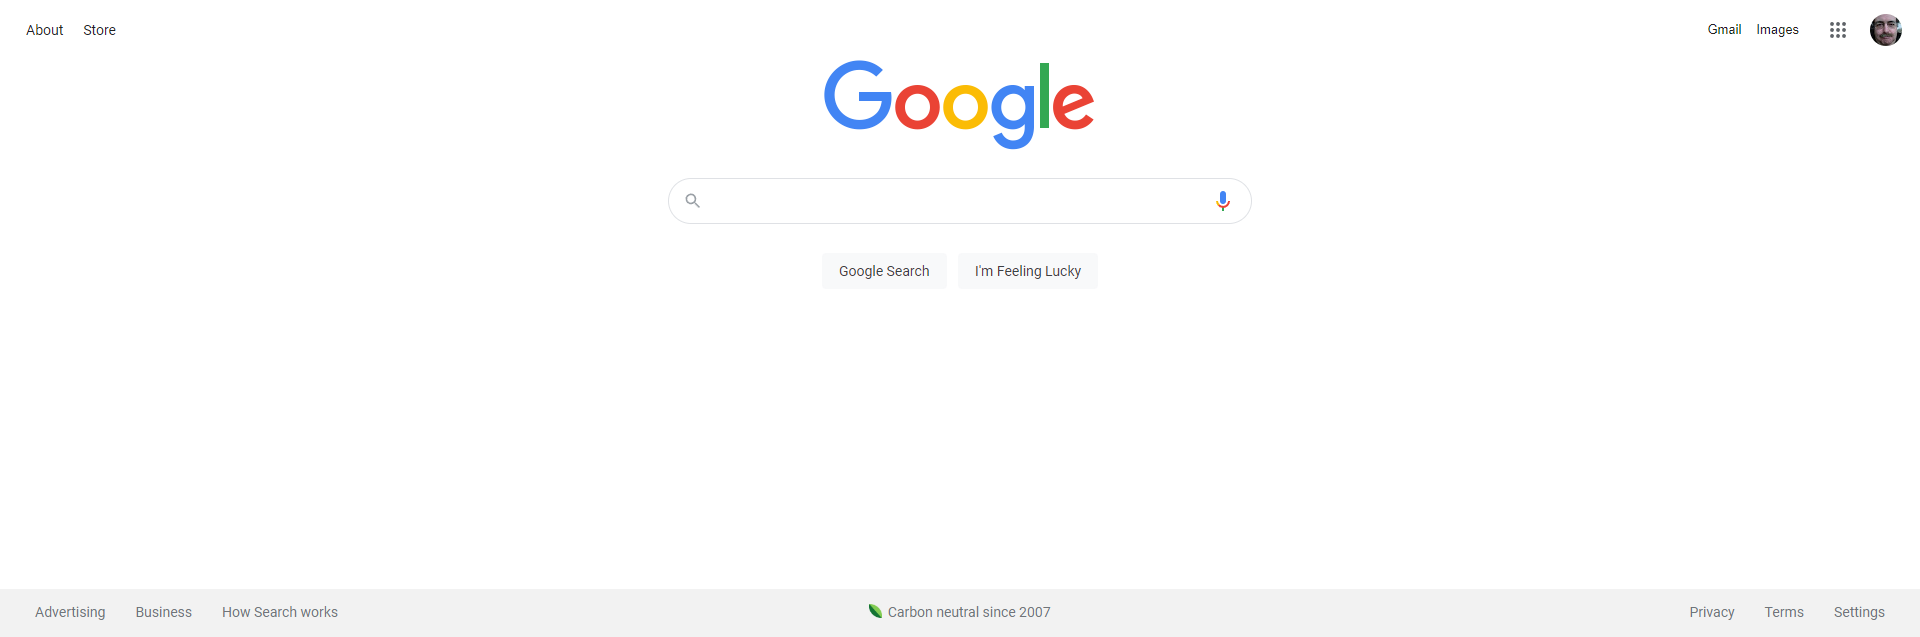 About Store
Gmail Images
Google
Google Search I'm Feeling Lucky
Advertising Business How Search works
Carbon neutral since 2007
Privacy Terms Settings